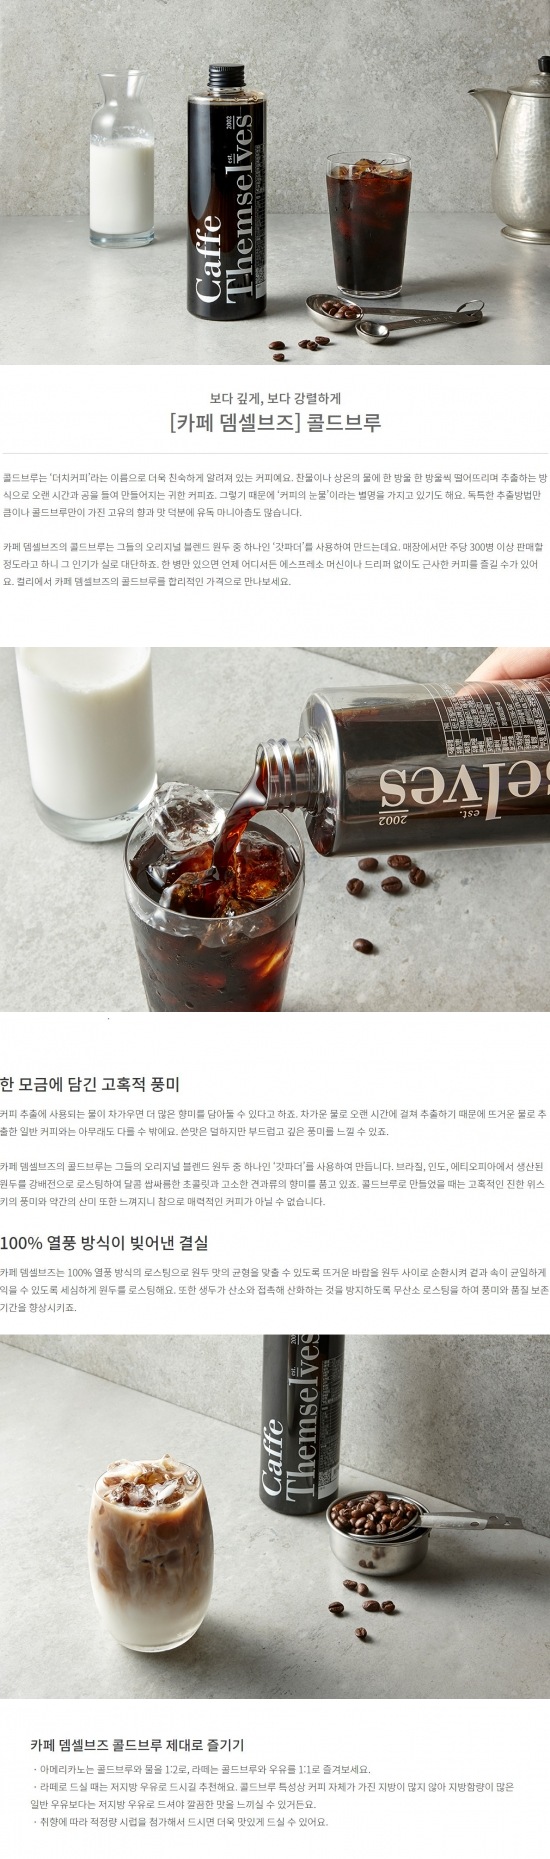 Caffe
Themselves
est. 2002
보다 깊게, 보다 강렬하게
[카페 뎀셀브즈] 콜드브루
콜드브루는 '더치커피'라는 이름으로 더욱 친숙하게 알려져 있는 커피예요. 찬물이나 상온의 물에 한 방울 한 방울씩 떨어뜨리며 추출하는 방
식으로 오랜 시간과 공을 들여 만들어지는 귀한 커피죠. 그렇기 때문에 '커피의 눈물'이라는 별명을 가지고 있기도 해요. 독특한 추출방법만
큼이나 콜드브루만이 가진 고유의 향과 맛 덕분에 유독 마니아층도 많습니다.
카페 뎀셀브즈의 콜드브루는 그들의 오리지널 블렌드 원두 중 하나인 '갓파더'를 사용하여 만드는데요. 매장에서만 주당 300병 이상 판매할
정도라고 하니 그 인기가 실로 대단하죠. 한 병만 있으면 언제 어디서든 에스프레소 머신이나 드리퍼 없이도 근사한 커피를 즐길 수가 있어
요. 컬리에서 카페 뎀셀브즈의 콜드브루를 합리적인 가격으로 만나보세요.
selves
est.
2002
한 모금에 담긴 고혹적 풍미
커피 추출에 사용되는 물이 차가우면 더 많은 향미를 담아둘 수 있다고 하죠. 차가운 물로 오랜 시간에 걸쳐 추출하기 때문에 뜨거운 물로 추
출한 일반 커피와는 아무래도 다를 수 밖에요. 쓴맛은 덜하지만 부드럽고 깊은 풍미를 느낄 수 있죠.
카페 뎀셀브즈의 콜드브루는 그들의 오리지널 블렌드 원두 중 하나인 '갓파더'를 사용하여 만듭니다. 브라질, 인도, 에티오피아에서 생산된
원두를 강배전으로 로스팅하여 달콤 쌉싸름한 초콜릿과 고소한 견과류의 향미를 품고 있죠. 콜드브루로 만들었을 때는 고혹적인 진한 위스
키의 풍미와 약간의 산미 또한 느껴지니 참으로 매력적인 커피가 아닐 수 없습니다.
100% 열풍 방식이 빚어낸 결실
카페 뎀셀브즈는 100% 열풍 방식의 로스팅으로 원두 맛의 균형을 맞출 수 있도록 뜨거운 바람을 원두 사이로 순환시켜 겉과 속이 균일하게
익을 수 있도록 세심하게 원두를 로스팅해요. 또한 생두가 산소와 접촉해 산화하는 것을 방지하도록 무산소 로스팅을 하여 풍미와 품질 보존
기간을 향상시키죠.
Caffe
Themselves
est.
카페 뎀셀브즈 콜드브루 제대로 즐기기
· 아메리카노는 콜드브루와 물을 1:2로, 라떼는 콜드브루와 우유를 1:1로 즐겨보세요.
· 라떼로 드실 때는 저지방 우유로 드시길 추천해요. 콜드브루 특성상 커피 자체가 가진 지방이 많지 않아 지방함량이 많은
일반 우유보다는 저지방 우유로 드셔야 깔끔한 맛을 느끼실 수 있거든요.
· 취향에 따라 적정량 시럽을 첨가해서 드시면 더욱 맛있게 드실 수 있어요.